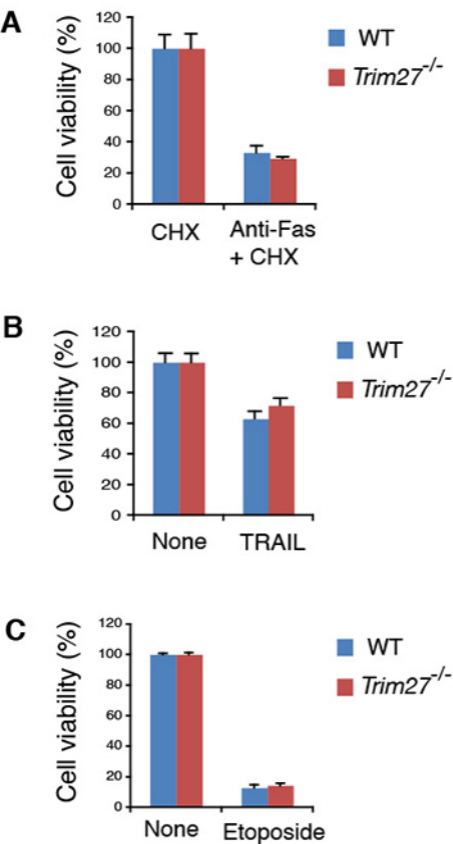 A
Cell viability (%)
120
100
80
60
40
20
0
WT
Trim27-/-
CHX
Anti-Fas
+ CHX
B
Cell viability (%)
120
100
80
60
40
20
0
WT
Trim27-/-
None
TRAIL
C
Cell viability (%)
120
100
80
60
40
20
0
WT
Trim27-/-
None
Etoposide